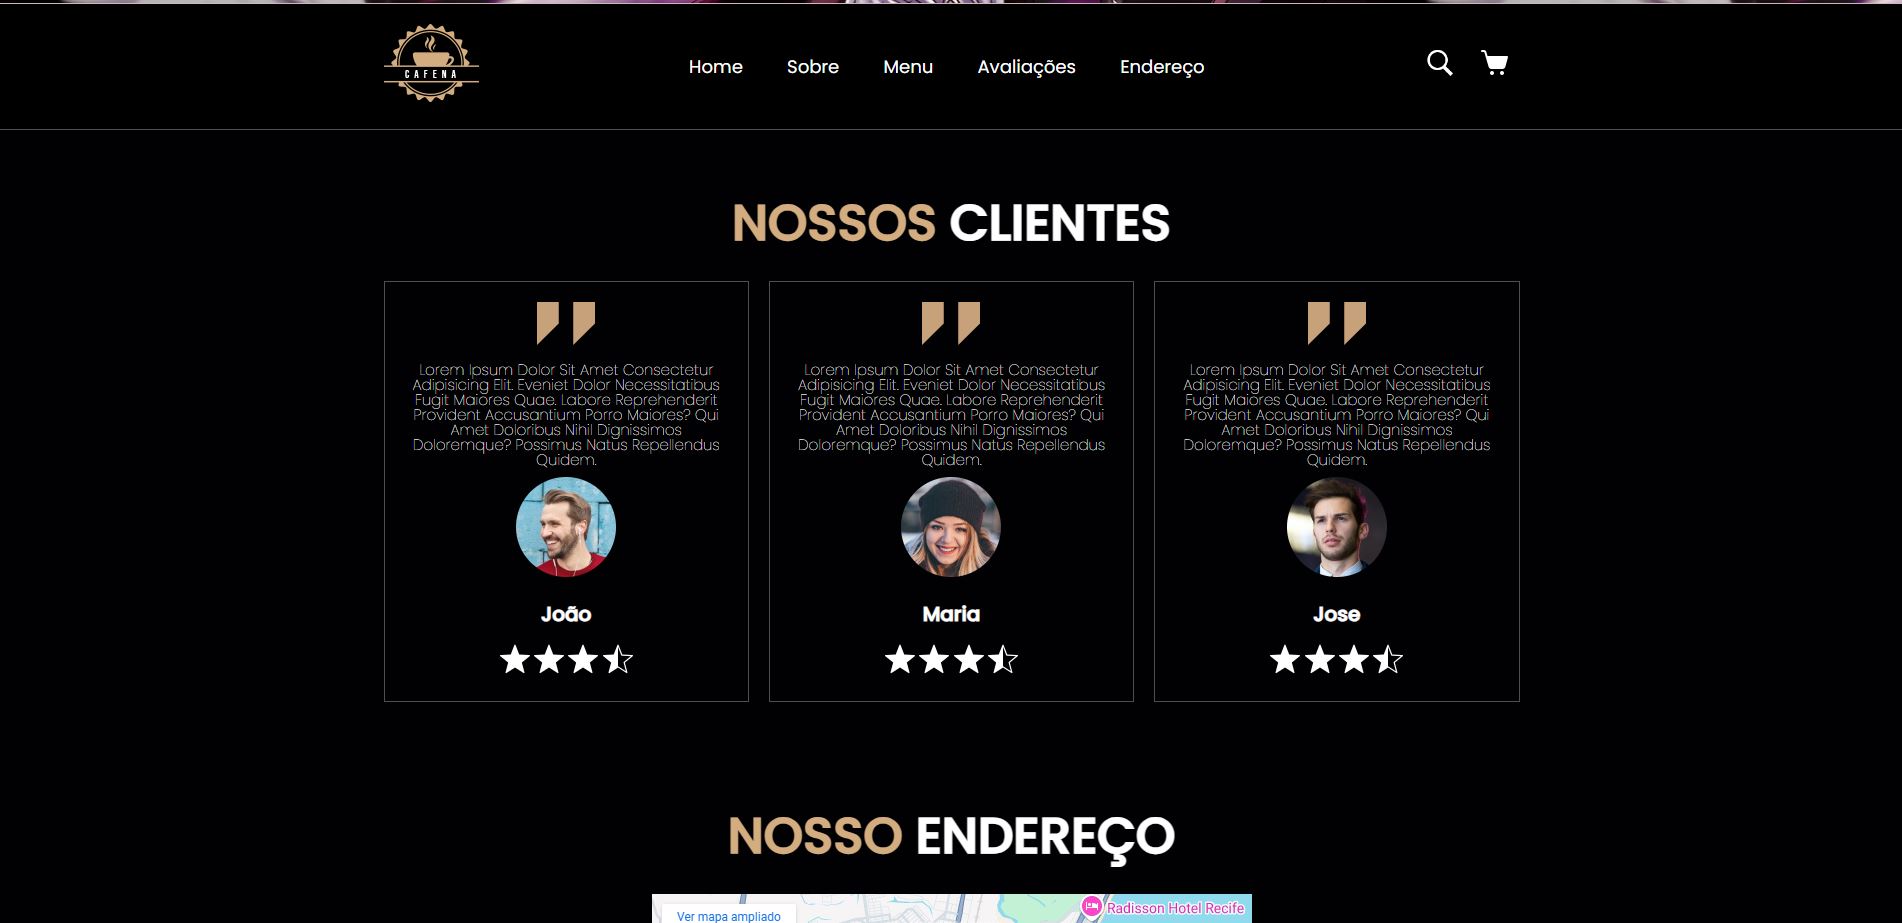 CAFENA
Home
Sobre
Menu
Avaliações
Endereço
NOSSOS CLIENTES
Lorem Ipsum Dolor Sit Amet Consectetur
Adipisicing Elit. Eveniet Dolor Necessitatibus
Fugit Maiores Quae. Labore Reprehenderit
Provident Accusantium Porro Maiores? Qui
Amet Doloribus Nihil Dignissimos
Doloremque? Possimus Natus Repellendus
Quidem.
João
Lorem Ipsum Dolor Sit Amet Consectetur
Adipisicing Elit. Eveniet Dolor Necessitatibus
Fugit Maiores Quae. Labore Reprehenderit
Provident Accusantium Porro Maiores? Qui
Amet Doloribus Nihil Dignissimos
Doloremque? Possimus Natus Repellendus
Quidem.
Maria
Lorem Ipsum Dolor Sit Amet Consectetur
Adipisicing Elit. Eveniet Dolor Necessitatibus
Fugit Maiores Quae. Labore Reprehenderit
Provident Accusantium Porro Maiores? Qui
Amet Doloribus Nihil Dignissimos
Doloremque? Possimus Natus Repellendus
Quidem.
Jose
NOSSO ENDEREÇO
Ver mapa ampliado
Radisson Hotel Recife